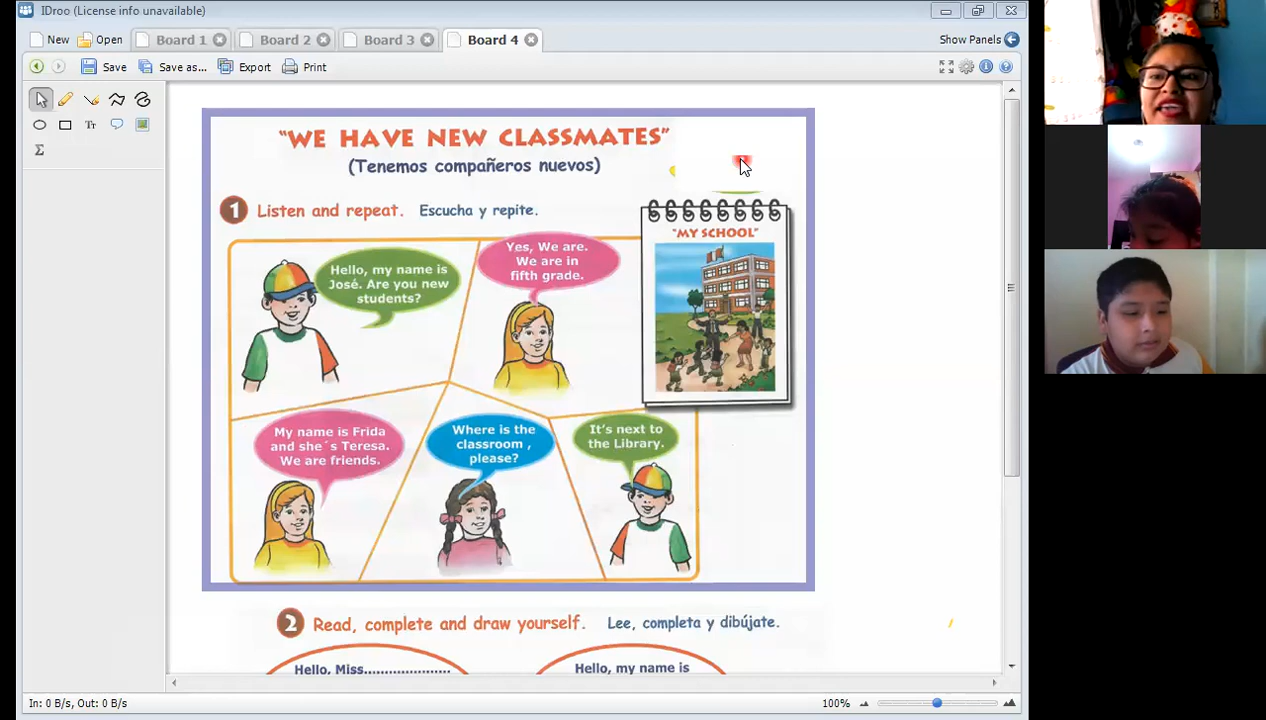 IDroo (License info unavailable)
New Open Board 1 Board 2 Board 3 Board 4 Show Panels
Save Save as... Export Print
Tr
Σ
"WE HAVE NEW CLASSMATES"
(Tenemos compañeros nuevos)
1 Listen and repeat. Escucha y repite.
Hello, my name is
José. Are you new
students?
Yes, We are.
We are in
fifth grade.
"MY SCHOOL"
My name is Frida
and she´s Teresa.
We are friends.
Where is the
classroom ,
please?
It's next to
the Library.
2 Read, complete and draw yourself. Lee, completa y dibújate.
Hello, Miss.....................
Hello, my name is
In: 0 B/s, Out: 0 B/s 100%